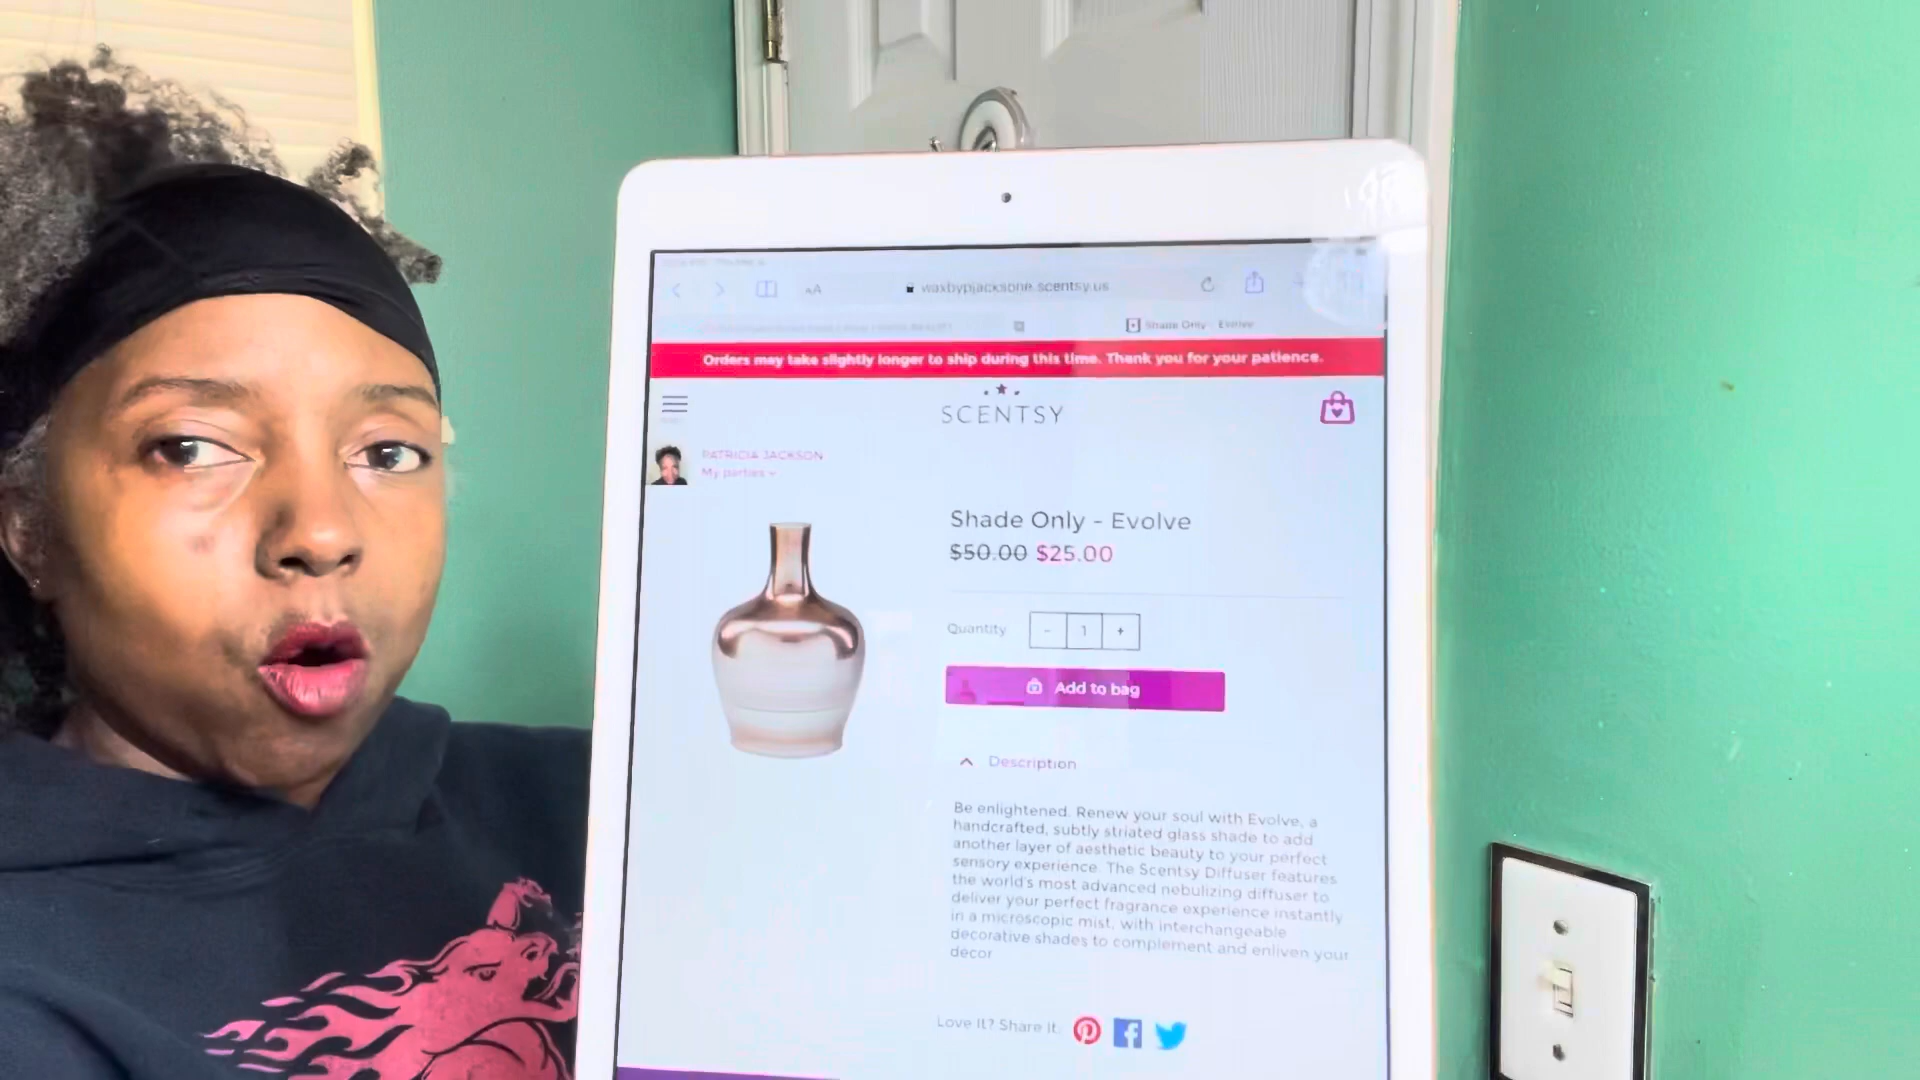 AA
waxbypjacksone.scentsy.us
Shade Only - Evolve
Orders may take slightly longer to ship during this time. Thank you for your patience.
SCENTSY
PATRICIA JACKSON
My parties
Shade Only - Evolve
$50.00 $25.00
Quantity - 1 +
Add to bag
Description
Be enlightened. Renew your soul with Evolve, a
handcrafted, subtly striated glass shade to add
another layer of aesthetic beauty to your perfect
sensory experience. The Scentsy Diffuser features
the world's most advanced nebulizing diffuser to
deliver your perfect fragrance experience instantly
in a microscopic mist, with interchangeable
decorative shades to complement and enliven your
decor
Love It? Share It.